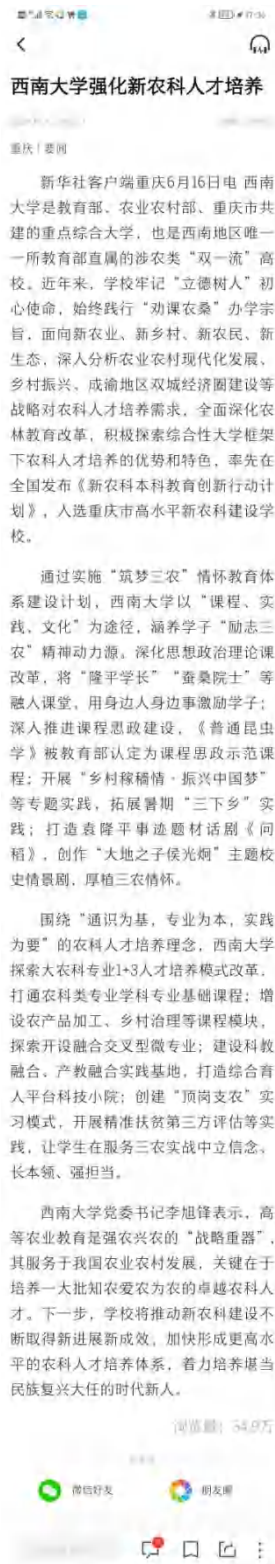 西南大学强化新农科人才培养
重庆|要闻
新华社客户端重庆6月16日电 西南
大学是教育部、农业农村部、重庆市共
建的重点综合大学，也是西南地区唯一
一所教育部直属的涉农类“双一流”高
校。近年来，学校牢记“立德树人”初
心使命，始终践行“劝课农桑”办学宗
旨，面向新农业、新乡村、新农民、新
生态，深入分析农业农村现代化发展、
乡村振兴、成渝地区双城经济圈建设等
战略对农科人才培养需求，全面深化农
林教育改革，积极探索综合性大学框架
下农科人才培养的优势和特色，率先在
全国发布《新农科本科教育创新行动计
划》，入选重庆市高水平新农科建设学
校。
通过实施“筑梦三农”情怀教育体
系建设计划，西南大学以“课程、实
践、文化”为途径，涵养学子“励志三
农”精神动力源。深化思想政治理论课
改革，将“隆平学长”“蚕桑院士”等
融入课堂，用身边人身边事激励学子；
深入推进课程思政建设，《普通昆虫
学》被教育部认定为课程思政示范课
程；开展“乡村稼穑情·振兴中国梦”
等专题实践，拓展暑期“三下乡”实
践；打造袁隆平事迹题材话剧《问
稻》，创作“大地之子侯光炯”主题校
史情景剧，厚植三农情怀。
围绕“通识为基，专业为本，实践
为要”的农科人才培养理念，西南大学
探索大农科专业1+3人才培养模式改革，
打通农科类专业学科专业基础课程；增
设农产品加工、乡村治理等课程模块，
探索开设融合交叉型微专业；建设科教
融合、产教融合实践基地，打造综合育
人平台科技小院；创建“顶岗支农”实
习模式，开展精准扶贫第三方评估等实
践，让学生在服务三农实战中立信念、
长本领、强担当。
西南大学党委书记李旭锋表示，高
等农业教育是强农兴农的“战略重器”，
其服务于我国农业农村发展，关键在于
培养一大批知农爱农为农的卓越农科人
才。下一步，学校将推动新农科建设不
断取得新进展新成效，加快形成更高水
平的农科人才培养体系，着力培养堪当
民族复兴大任的时代新人。
浏览量：34.9万
微信好友 朋友圈